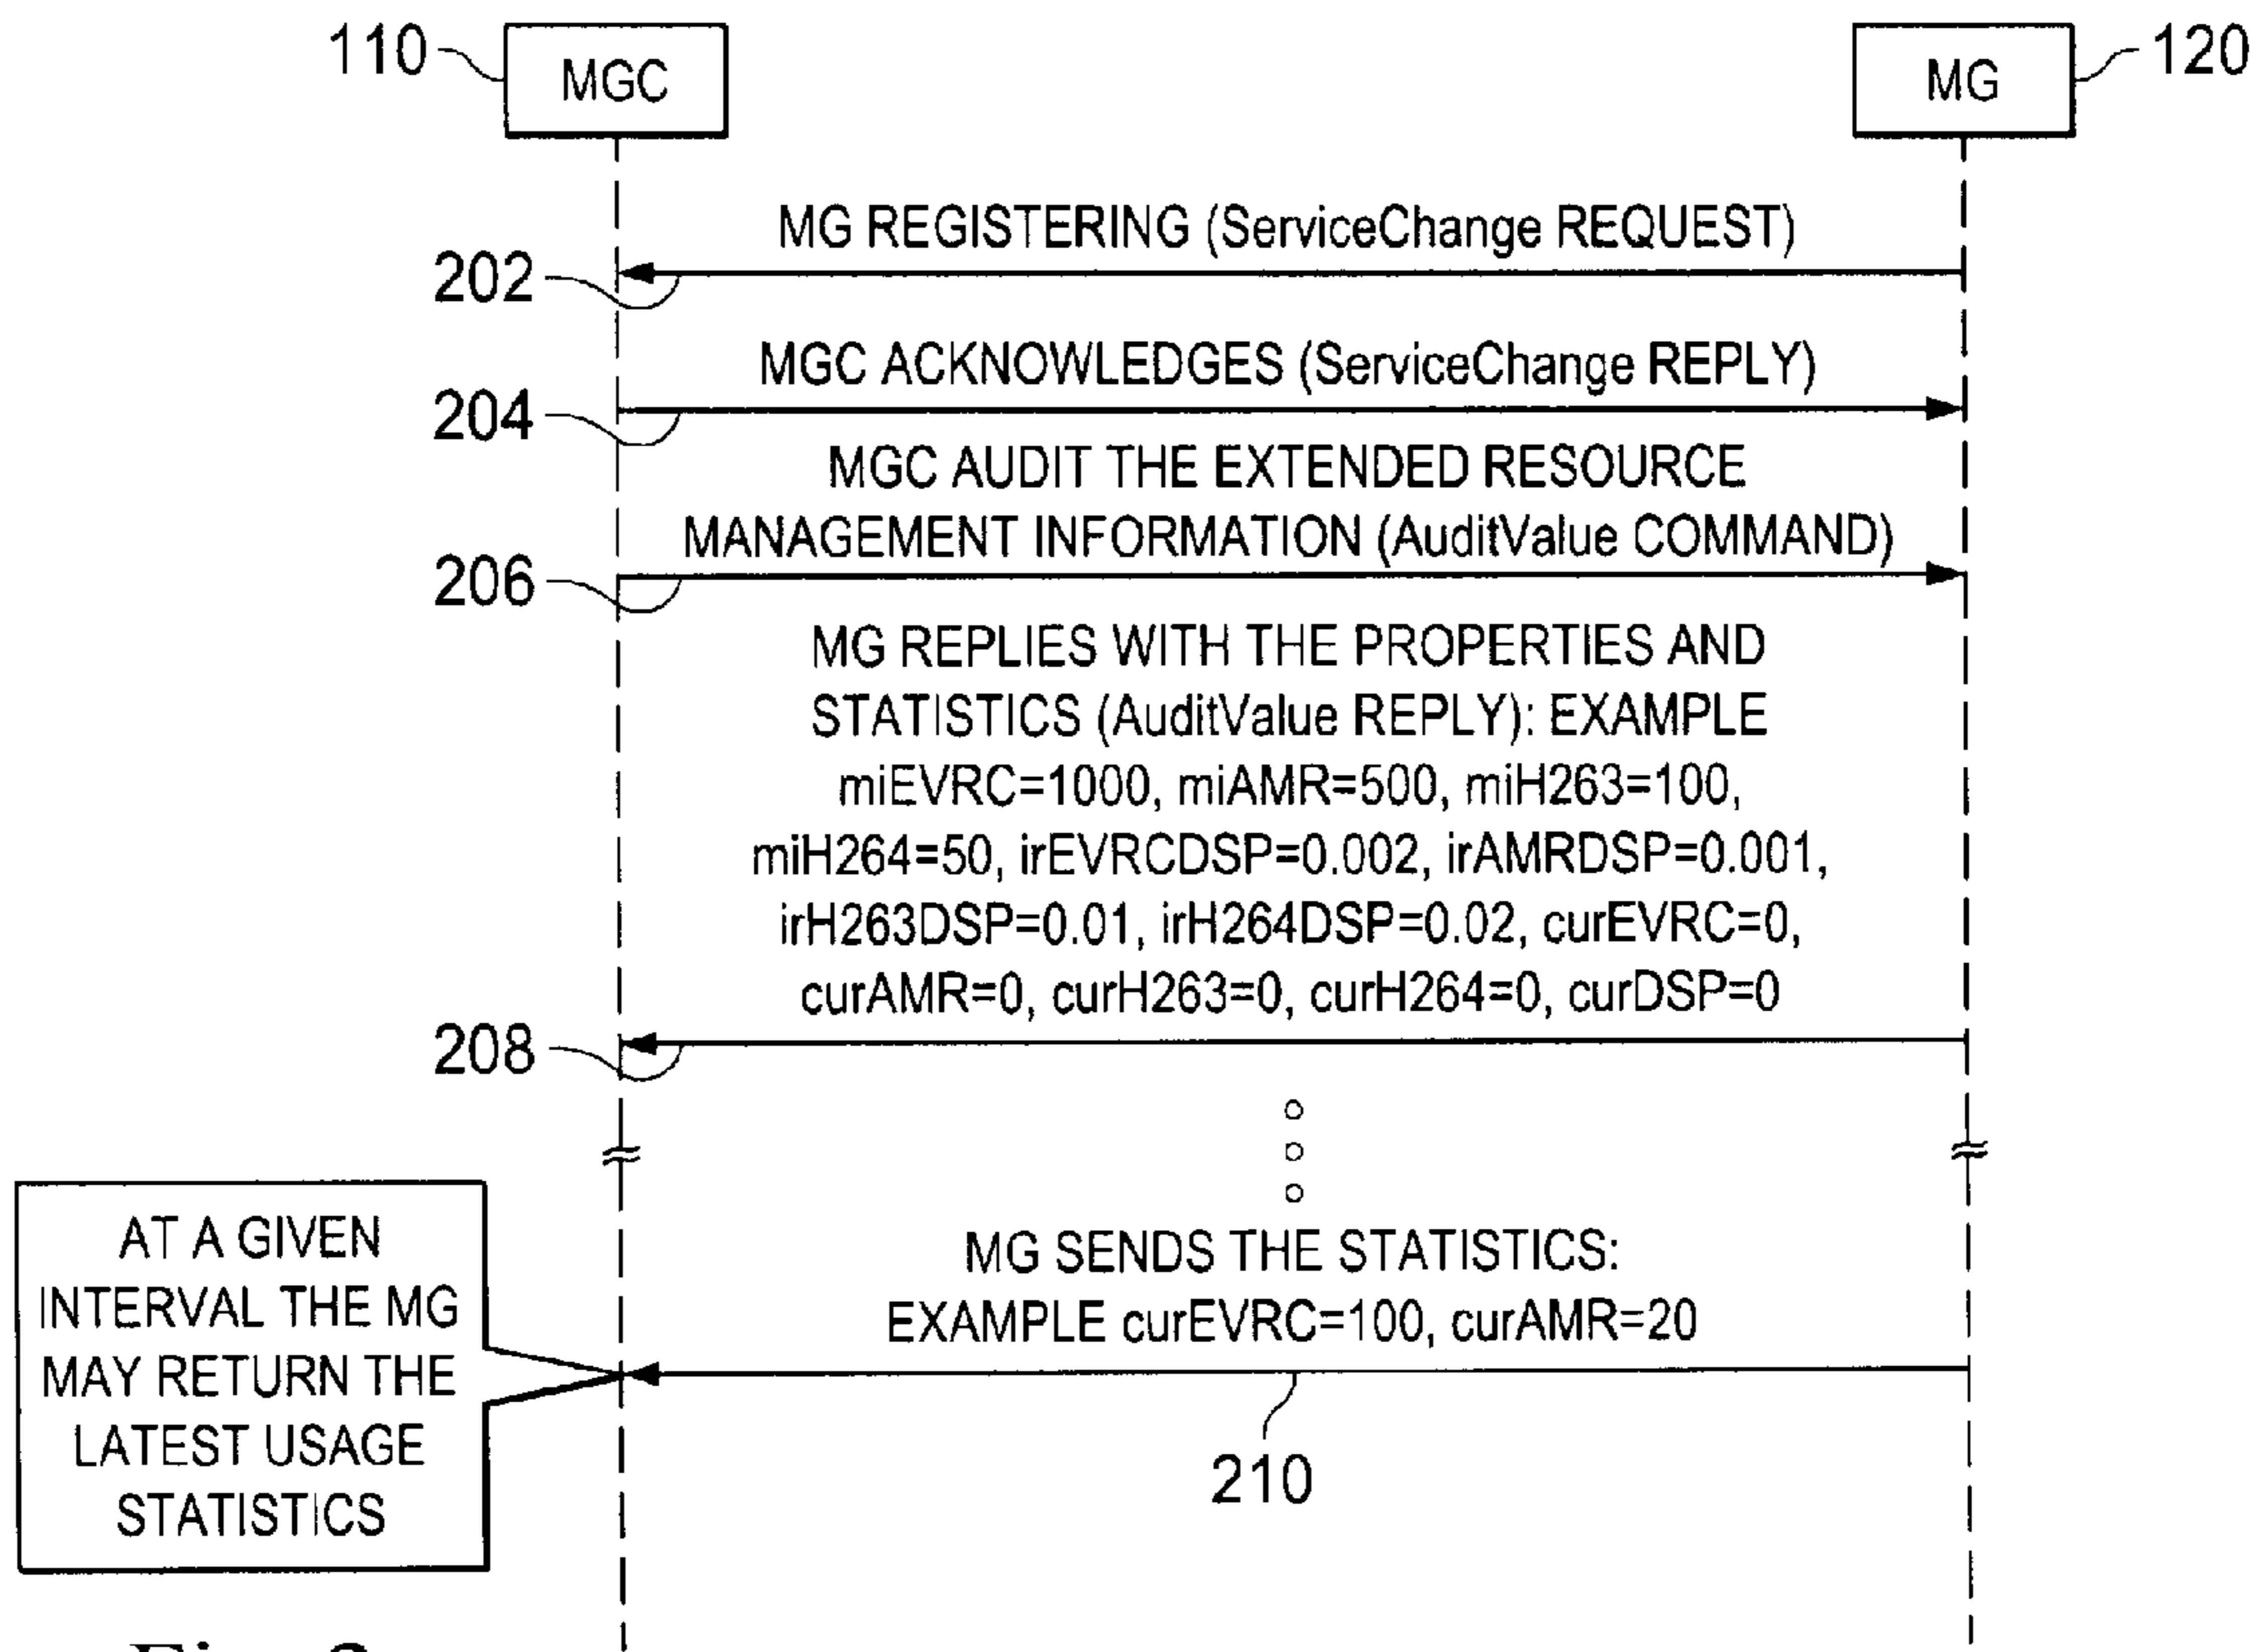 110
MGC
MG
120
MG REGISTERING (ServiceChange REQUEST)
202
MGC ACKNOWLEDGES (ServiceChange REPLY)
204
MGC AUDIT THE EXTENDED RESOURCE
MANAGEMENT INFORMATION (AuditValue COMMAND)
206
MG REPLIES WITH THE PROPERTIES AND
STATISTICS (AuditValue REPLY): EXAMPLE
miEVRC=1000, miAMR=500, miH263=100,
miH264=50, irEVRCDSP=0.002, irAMRDSP=0.001,
irH263DSP=0.01, irH264DSP=0.02, curEVRC=0,
curAMR=0, curH263=0, curH264=0, curDSP=0
208
AT A GIVEN
INTERVAL THE MG
MAY RETURN THE
LATEST USAGE
STATISTICS
MG SENDS THE STATISTICS:
EXAMPLE curEVRC=100, curAMR=20
210